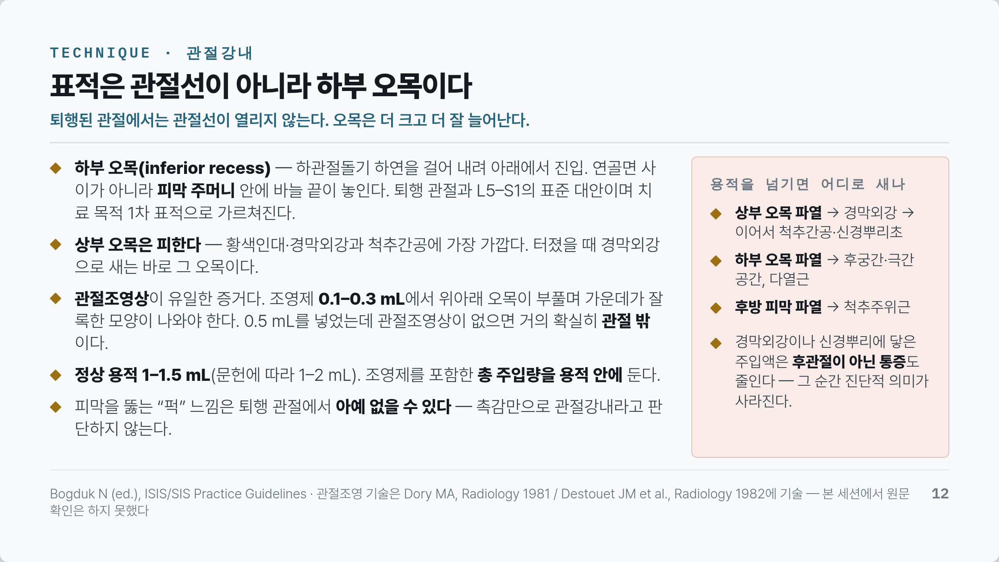 TECHNIQUE · 관절강내
표적은 관절선이 아니라 하부 오목이다
퇴행된 관절에서는 관절선이 열리지 않는다. 오목은 더 크고 더 잘 늘어난다.
◆ 하부 오목(inferior recess) — 하관절돌기 하연을 걸어 내려 아래에서 진입. 연골면 사
이가 아니라 피막 주머니 안에 바늘 끝이 놓인다. 퇴행 관절과 L5–S1의 표준 대안이며 치
료 목적 1차 표적으로 가르쳐진다.
◆ 상부 오목은 피한다 — 황색인대·경막외강과 척추간공에 가장 가깝다. 터졌을 때 경막외강
으로 새는 바로 그 오목이다.
◆ 관절조영상이 유일한 증거다. 조영제 0.1–0.3 mL에서 위아래 오목이 부풀며 가운데가 잘
록한 모양이 나와야 한다. 0.5 mL를 넣었는데 관절조영상이 없으면 거의 확실히 관절 밖
이다.
◆ 정상 용적 1–1.5 mL(문헌에 따라 1–2 mL). 조영제를 포함한 총 주입량을 용적 안에 둔다.
◆ 피막을 뚫는 “퍽” 느낌은 퇴행 관절에서 아예 없을 수 있다 — 촉감만으로 관절강내라고 판
단하지 않는다.
용적을 넘기면 어디로 새나
◆ 상부 오목 파열 → 경막외강 →
이어서 척추간공·신경뿌리초
◆ 하부 오목 파열 → 후궁간·극간
공간, 다열근
◆ 후방 피막 파열 → 척추주위근
◆ 경막외강이나 신경뿌리에 닿은
주입액은 후관절이 아닌 통증도
줄인다 — 그 순간 진단적 의미가
사라진다.
Bogduk N (ed.), ISIS/SIS Practice Guidelines · 관절조영 기술은 Dory MA, Radiology 1981 / Destouet JM et al., Radiology 1982에 기술 — 본 세션에서 원문
확인은 하지 못했다
12